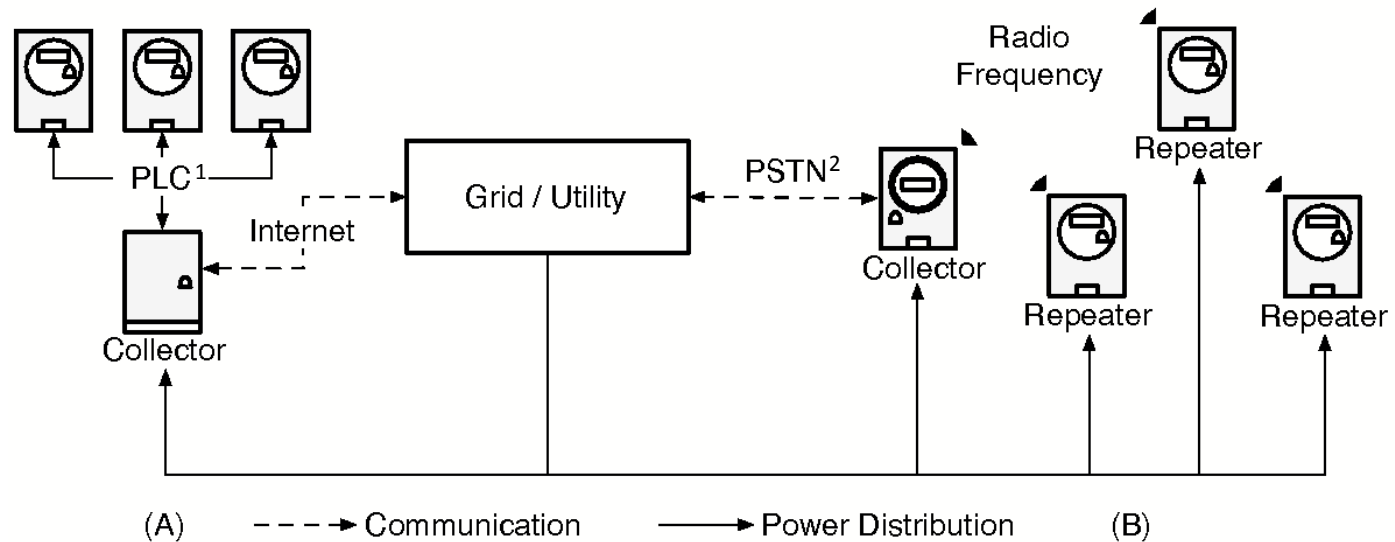 Radio
Frequency
PLC¹
Internet
Grid / Utility
PSTN²
Repeater
Collector
Repeater
Repeater
Collector
(A)
Communication
Power Distribution
(B)